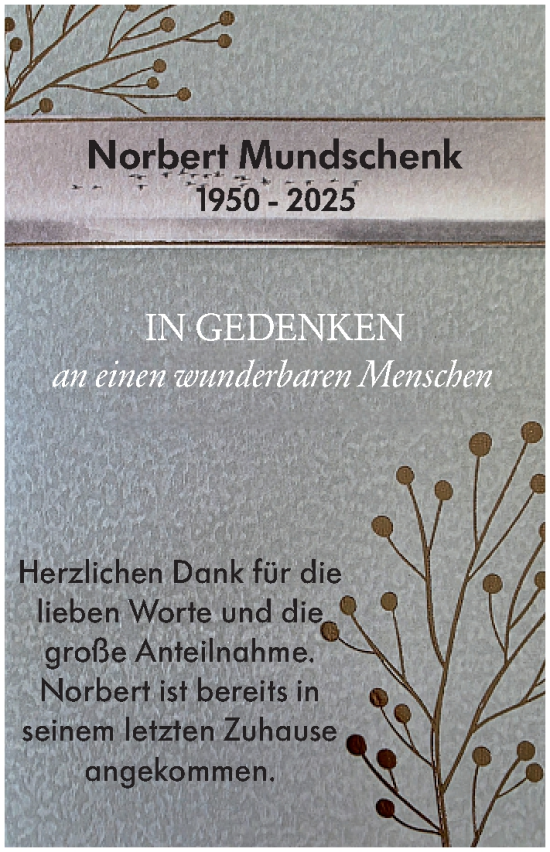 Norbert Mundschenk
1950 - 2025
IN GEDENKEN
an einen wunderbaren Menschen
Herzlichen Dank für die
lieben Worte und die
große Anteilnahme.
Norbert ist bereits in
seinem letzten Zuhause
angekommen.